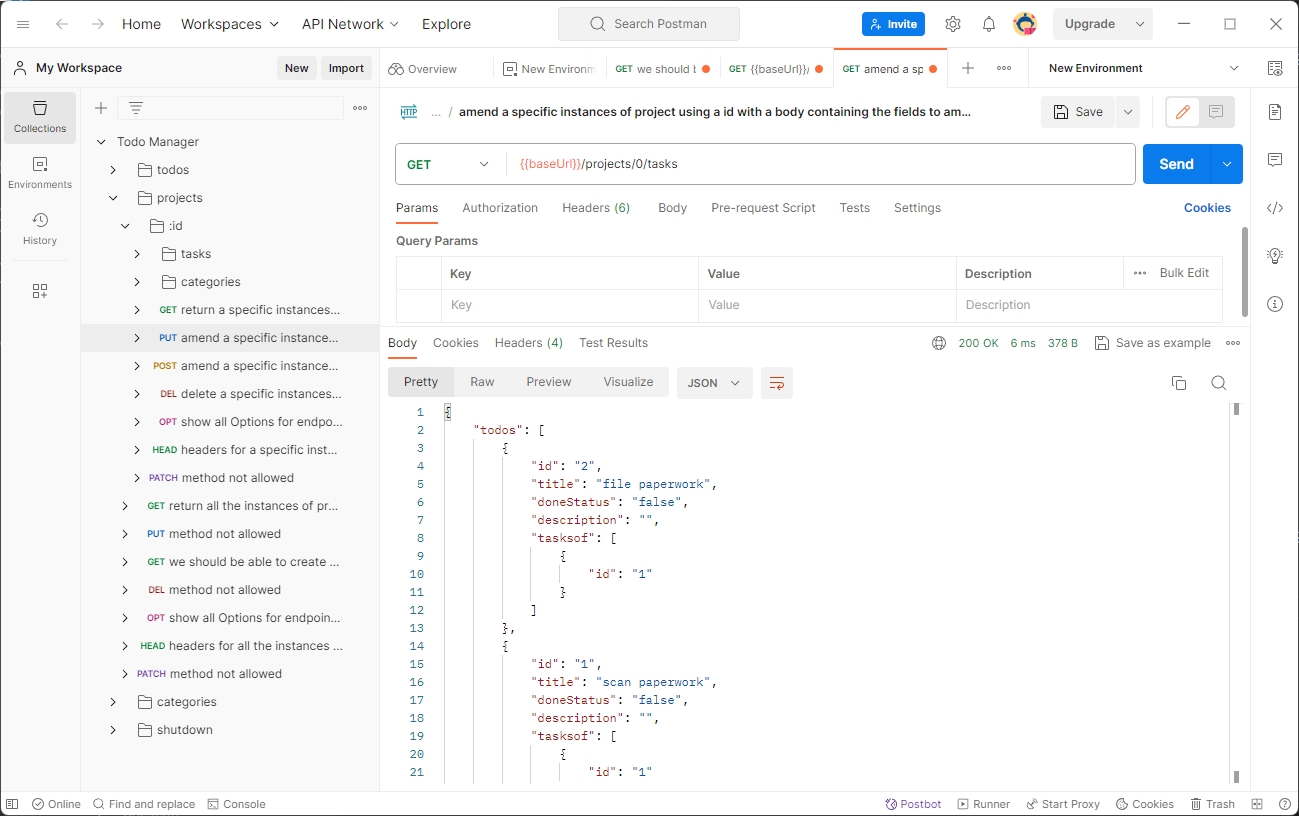 Home Workspaces API Network Explore Search Postman Invite Upgrade
My Workspace New Import Overview New Environm GET we should b GET {{baseUrl}}/ GET amend a sp New Environment
Collections
Environments
History
Todo Manager
todos
projects
:id
tasks
categories
GET return a specific instances...
PUT amend a specific instance...
POST amend a specific instance...
DEL delete a specific instances...
OPT show all Options for endpo...
HEAD headers for a specific inst...
PATCH method not allowed
GET return all the instances of pr...
PUT method not allowed
GET we should be able to create ...
DEL method not allowed
OPT show all Options for endpoin...
HEAD headers for all the instances ...
PATCH method not allowed
categories
shutdown
HTTP ... / amend a specific instances of project using a id with a body containing the fields to am... Save
GET {{baseUrl}}/projects/0/tasks Send
Params Authorization Headers (6) Body Pre-request Script Tests Settings Cookies
Query Params
Key Value Description Bulk Edit
Key Value Description
Body Cookies Headers (4) Test Results 200 OK 6 ms 378 B Save as example
Pretty Raw Preview Visualize JSON
1 {
2 "todos": [
3 {
4 "id": "2",
5 "title": "file paperwork",
6 "doneStatus": "false",
7 "description": "",
8 "tasksof": [
9 {
10 "id": "1"
11 }
12 ]
13 },
14 {
15 "id": "1",
16 "title": "scan paperwork",
17 "doneStatus": "false",
18 "description": "",
19 "tasksof": [
20 {
21 "id": "1"
Online Find and replace Console Postbot Runner Start Proxy Cookies Trash